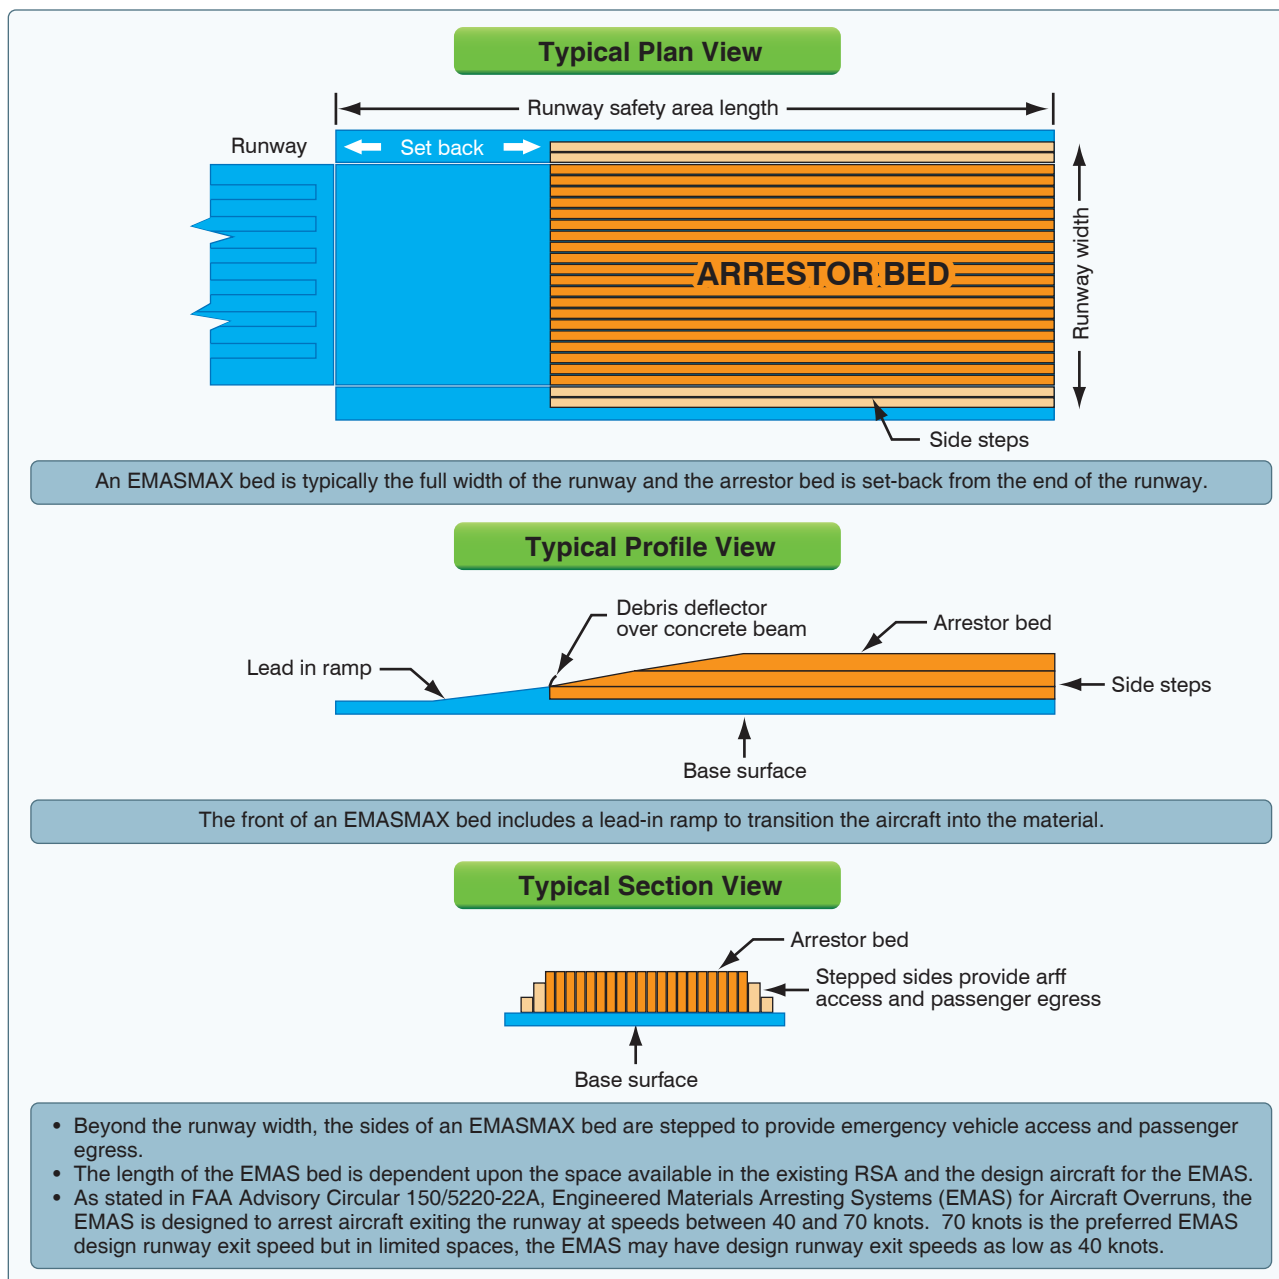 Typical Plan View
Runway safety area length
Runway
Set back
ARRESTOR BED
Runway width
Side steps
An EMASMAX bed is typically the full width of the runway and the arrestor bed is set-back from the end of the runway.
Typical Profile View
Debris deflector
over concrete beam
Arrestor bed
Lead in ramp
Side steps
Base surface
The front of an EMASMAX bed includes a lead-in ramp to transition the aircraft into the material.
Typical Section View
Arrestor bed
Stepped sides provide arff
access and passenger egress
Base surface
• Beyond the runway width, the sides of an EMASMAX bed are stepped to provide emergency vehicle access and passenger
egress.
• The length of the EMAS bed is dependent upon the space available in the existing RSA and the design aircraft for the EMAS.
• As stated in FAA Advisory Circular 150/5220-22A, Engineered Materials Arresting Systems (EMAS) for Aircraft Overruns, the
EMAS is designed to arrest aircraft exiting the runway at speeds between 40 and 70 knots. 70 knots is the preferred EMAS
design runway exit speed but in limited spaces, the EMAS may have design runway exit speeds as low as 40 knots.